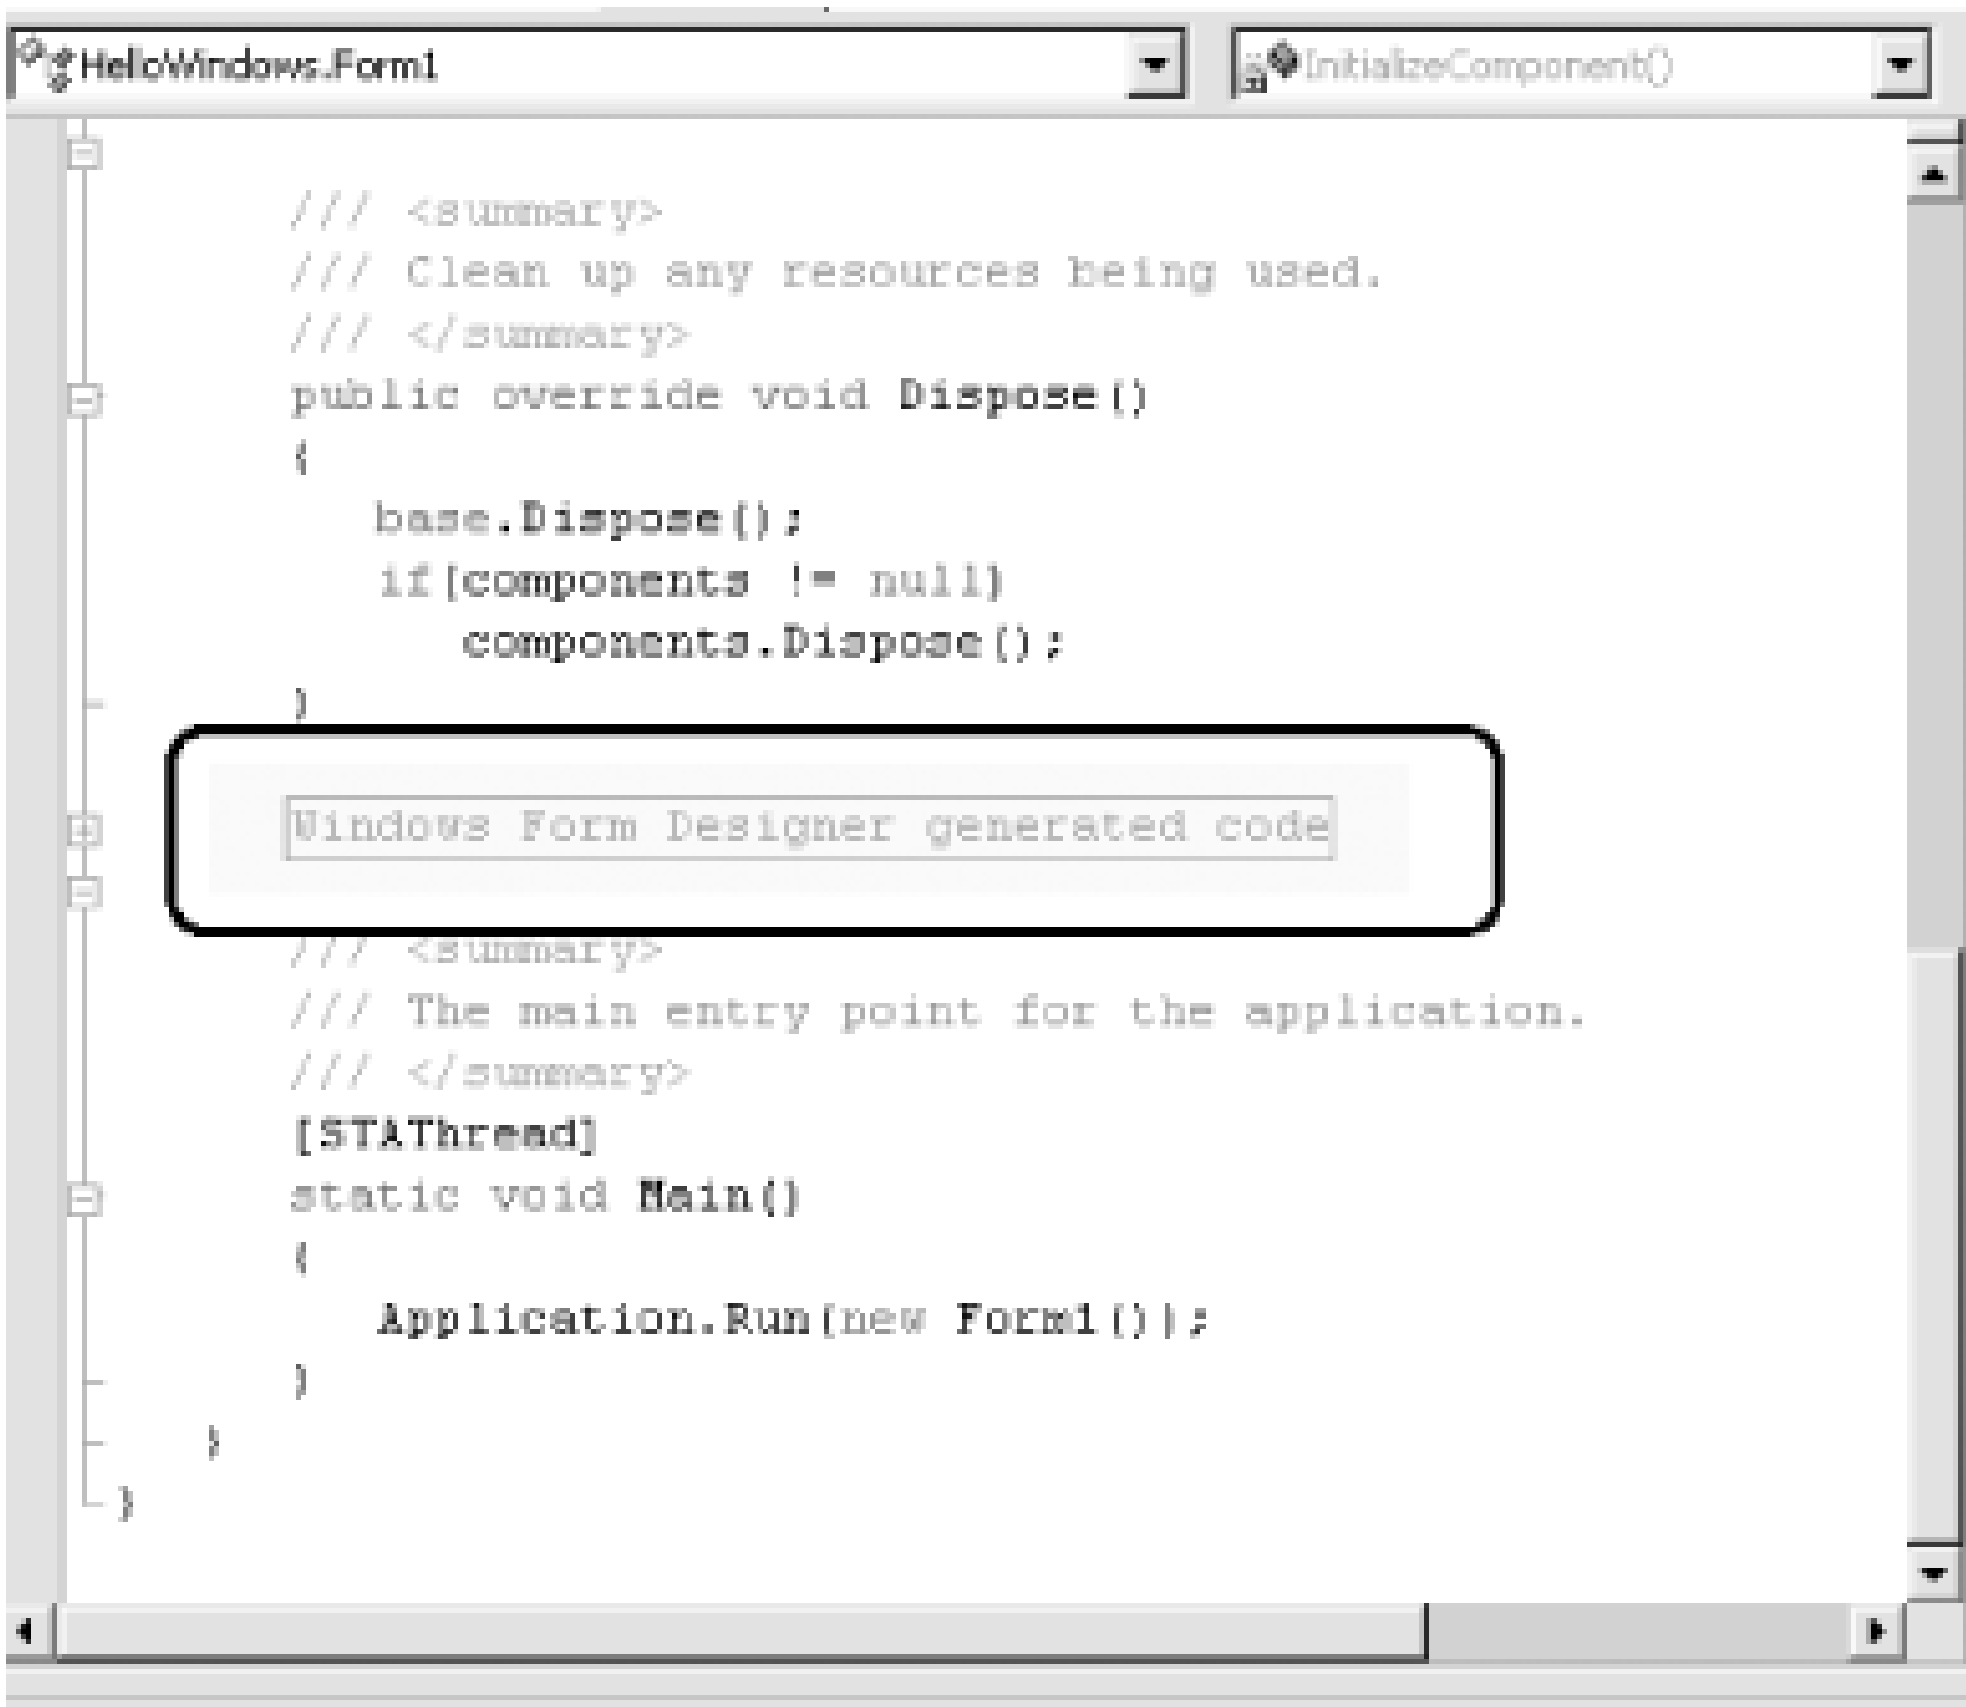 HelloWindows.Form1 InitializeComponent()
/// <summary>
/// Clean up any resources being used.
/// </summary>
public override void Dispose()
{
base.Dispose();
if(components != null)
components.Dispose();
}
Windows Form Designer generated code
/// <summary>
/// The main entry point for the application.
/// </summary>
[STAThread]
static void Main()
{
Application.Run(new Form1());
}
}
}